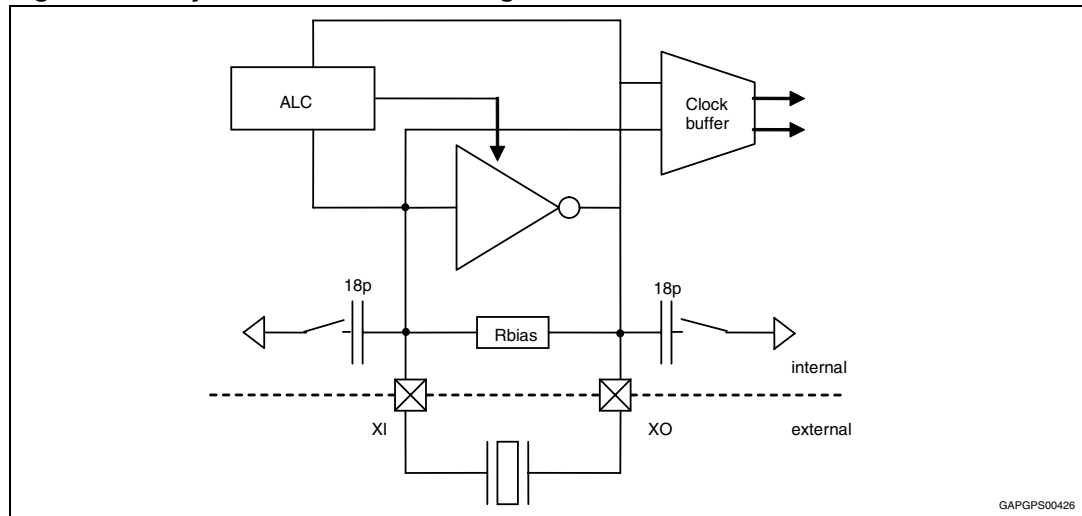 ALC
Clock
buffer
18p
18p
Rbias
internal
XI
XO
external
GAPGPS00426